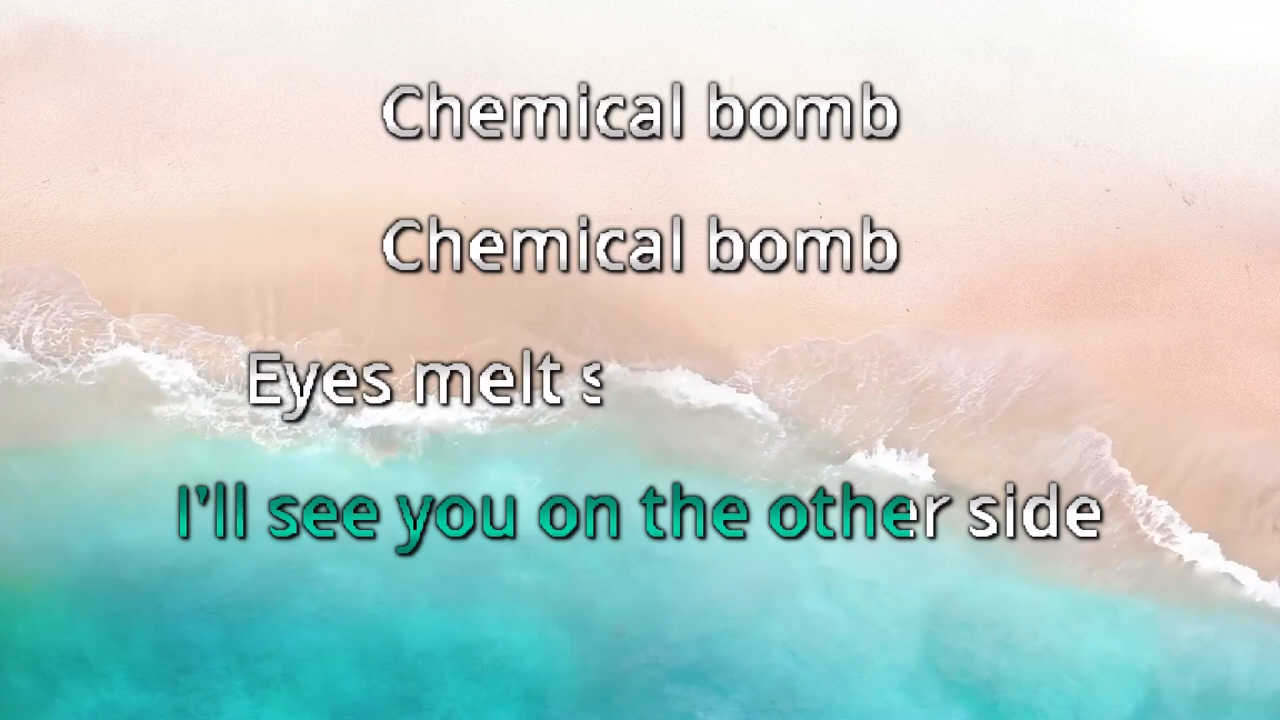 Chemical bomb
Chemical bomb
Eyes melt s
I'll see you on the other side